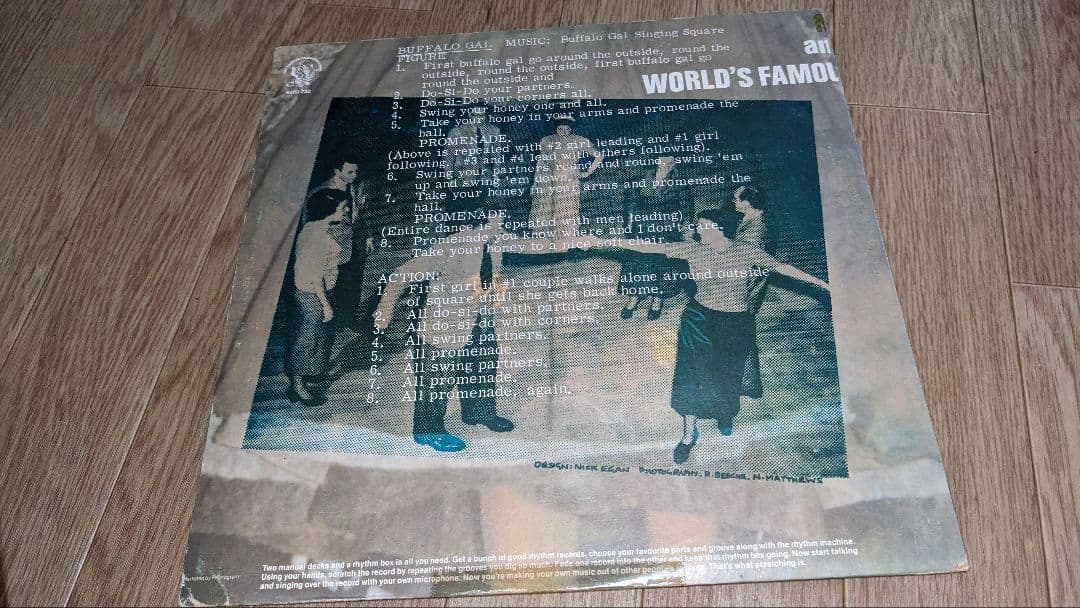 BUFFALO GAL MUSIC: Buffalo Gal Singing Square
an
FIGURE
WORLD'S FAMOU
1. First buffalo gal go around the outside, round the
outside, round the outside, first buffalo gal go
round the outside and
2. Do-Si-Do your partners.
3. Do-Si-Do your corners all.
4. Swing your honey one and all.
5. Take your honey in your arms and promenade the
hall.
PROMENADE.
(Above is repeated with #2 girl leading and #1 girl
following. #3 and #4 lead with others following).
6. Swing your partners round and round, swing 'em
up and swing 'em down.
7. Take your honey in your arms and promenade the
hall.
PROMENADE.
(Entire dance is repeated with men leading)
8. Promenade you know where and I don't care.
Take your honey to a nice soft chair.
ACTION:
1. First girl in #1 couple walks alone around outside
of square until she gets back home.
2. All do-si-do with partners.
3. All do-si-do with corners.
4. All swing partners.
5. All promenade.
6. All swing partners.
7. All promenade.
8. All promenade, again.
DESIGN: NICK EGAN PHOTOGRAPHY: R. BEECHE. N. MATTHEWS
Two manual decks and a rhythm box is all you need. Get a bunch of good rhythm records, choose your favourite parts and groove along with the rhythm machine.
Using your hands, scratch the record by repeating the grooves you dig so much. Fade one record into the other and keep that rhythm box going. Now start talking
and singing over the record with your own microphone. Now you're making your own music out of other people's That's what scratching is.